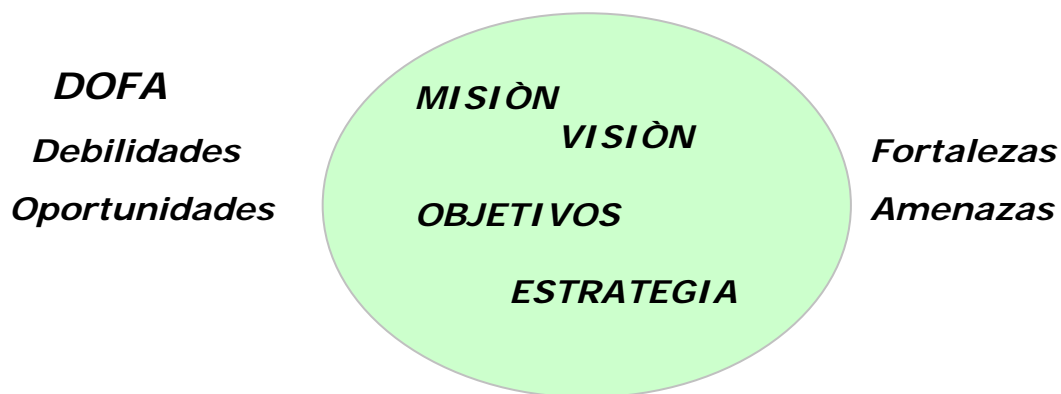 DOFA
Debilidades
Oportunidades
MISIÒN
VISIÒN
OBJETIVOS
ESTRATEGIA
Fortalezas
Amenazas